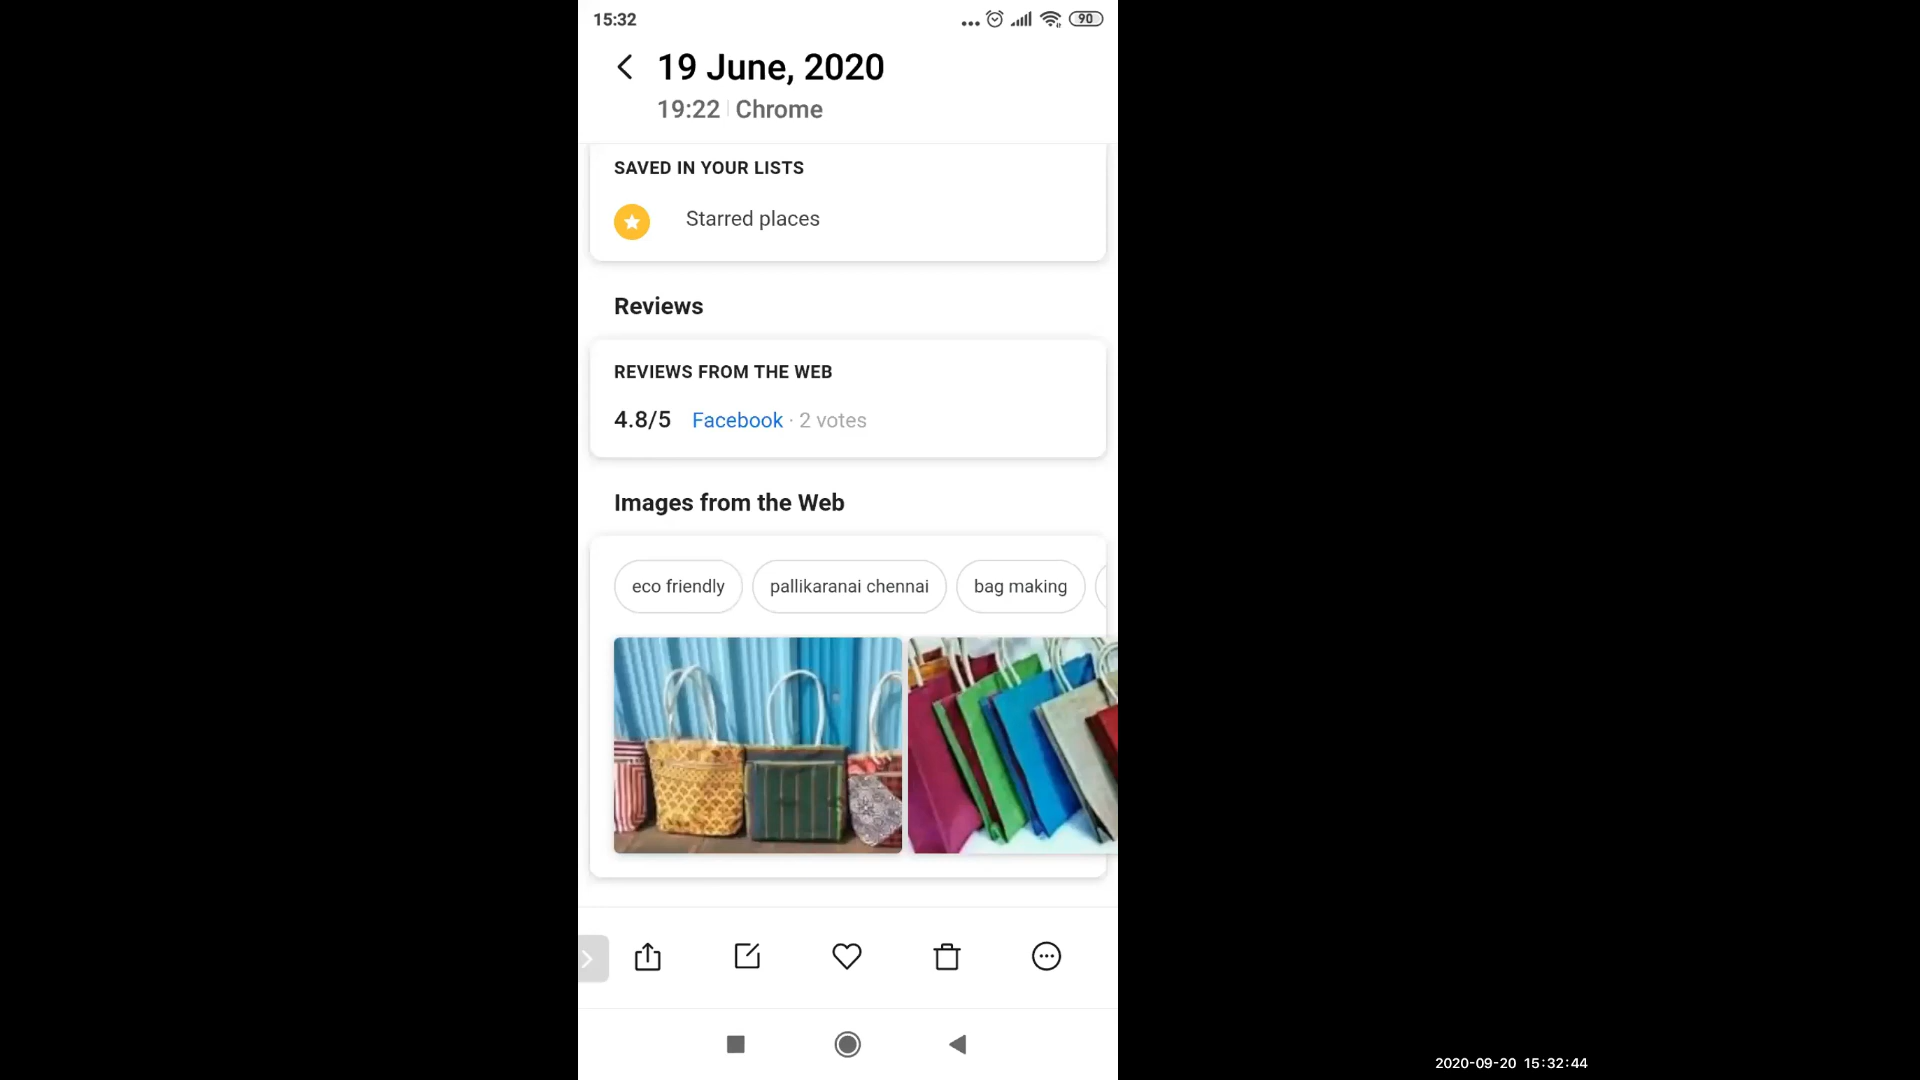 15:32
90
19 June, 2020
19:22 Chrome
SAVED IN YOUR LISTS
Starred places
Reviews
REVIEWS FROM THE WEB
4.8/5 Facebook · 2 votes
Images from the Web
eco friendly
pallikaranai chennai
bag making
2020-09-20 15:32:44